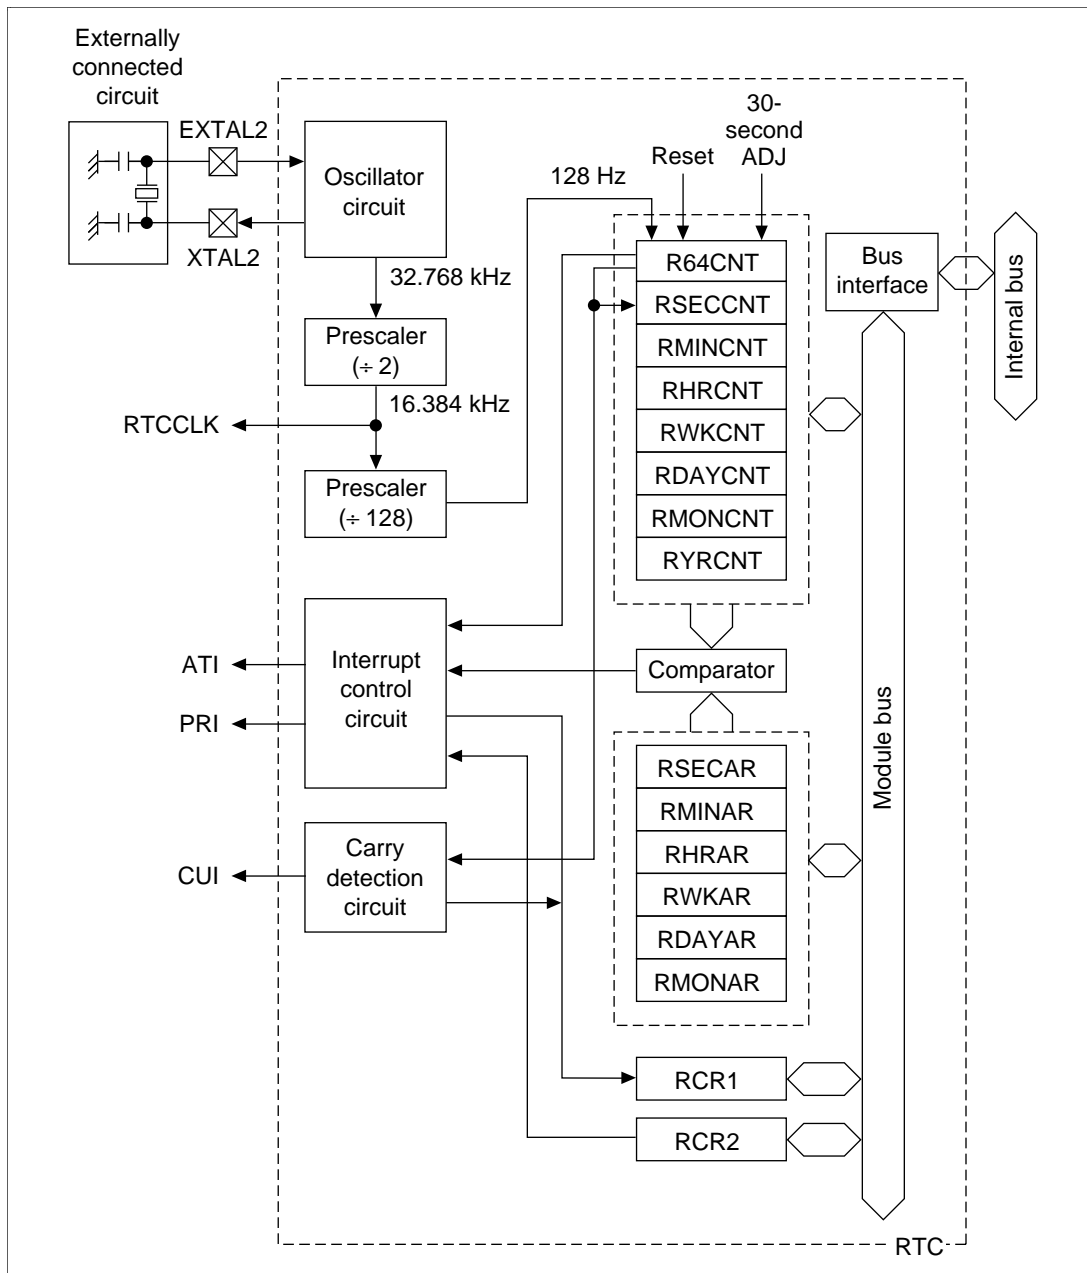 Externally
connected
circuit
EXTAL2
XTAL2
Oscillator
circuit
32.768 kHz
Prescaler
(÷ 2)
16.384 kHz
RTCCLK
Prescaler
(÷ 128)
128 Hz
Reset
30-
second
ADJ
R64CNT
RSECCNT
RMINCNT
RHRCNT
RWKCNT
RDAYCNT
RMONCNT
RYRCNT
Bus
interface
Internal bus
Module bus
ATI
PRI
Interrupt
control
circuit
Comparator
CUI
Carry
detection
circuit
RSECAR
RMINAR
RHRAR
RWKAR
RDAYAR
RMONAR
RCR1
RCR2
RTC